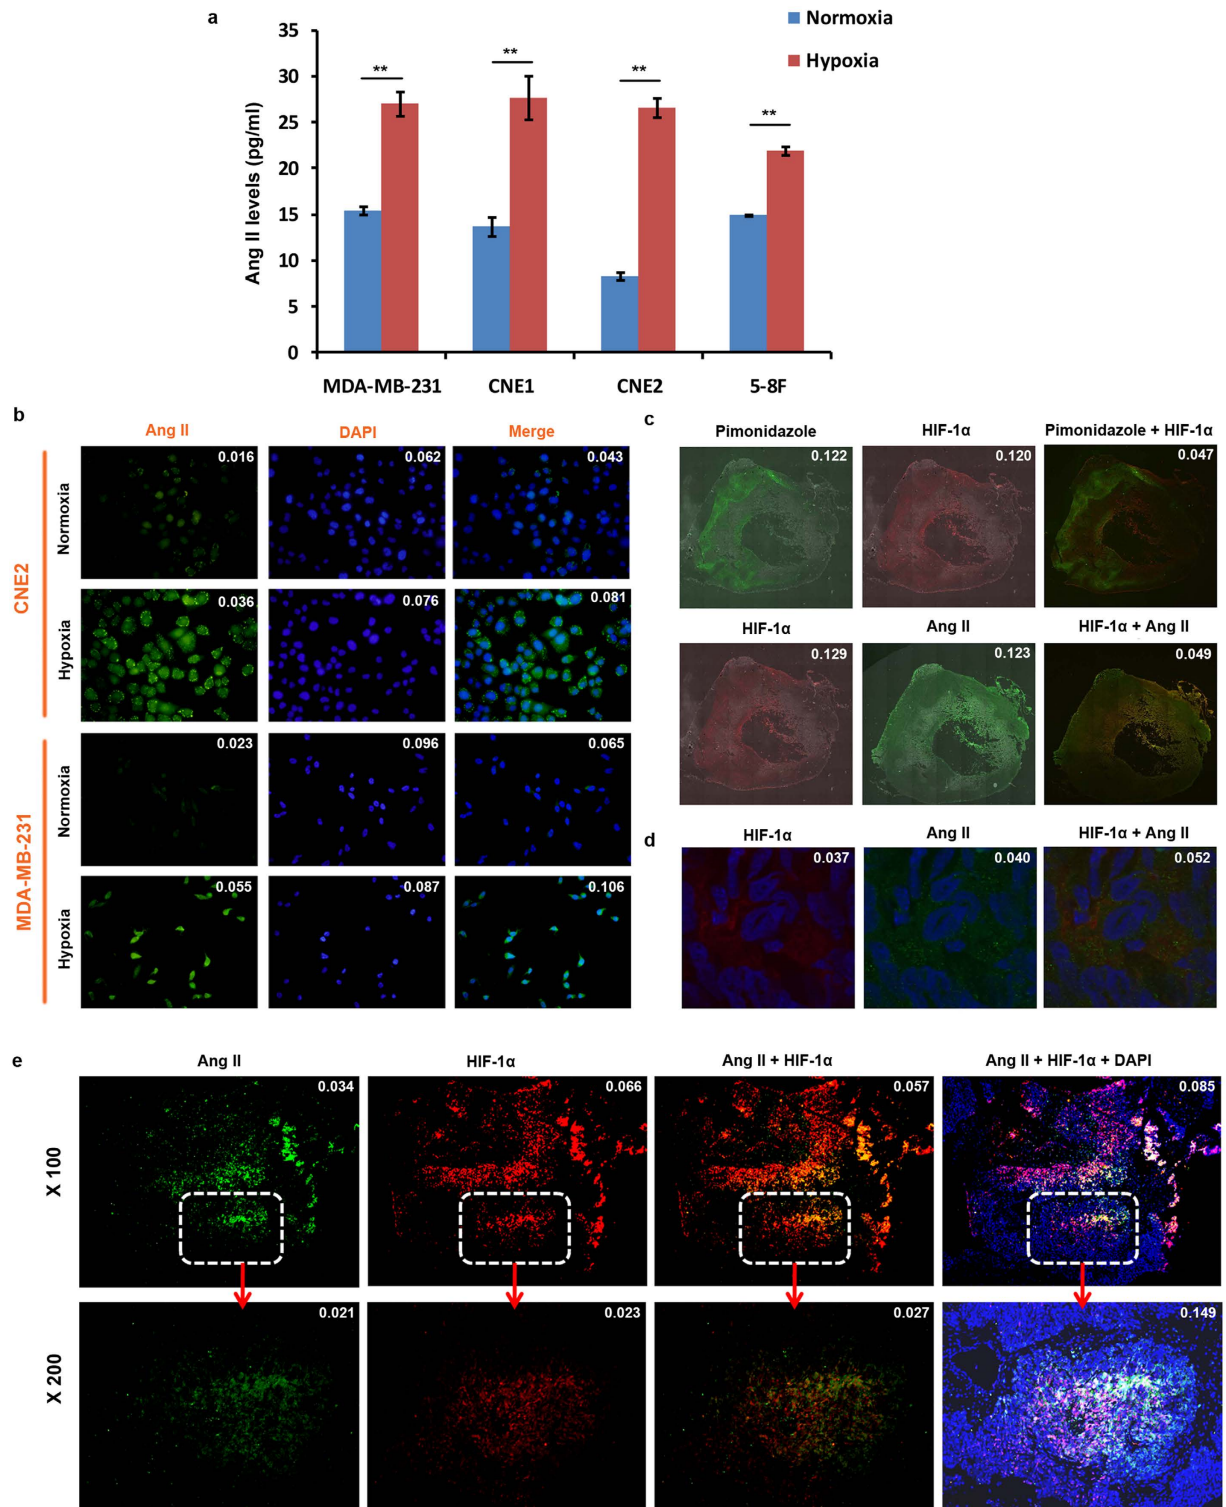 a
Normoxia
Hypoxia
Ang II levels (pg/ml)
35
30
25
20
15
10
5
0
**
**
**
**
MDA-MB-231 CNE1 CNE2 5-8F
b
Ang II DAPI Merge
CNE2
Normoxia
0.016 0.062 0.043
Hypoxia
0.036 0.076 0.081
MDA-MB-231
Normoxia
0.023 0.096 0.065
Hypoxia
0.055 0.087 0.106
c
Pimonidazole HIF-1α Pimonidazole + HIF-1α
0.122 0.120 0.047
HIF-1α Ang II HIF-1α + Ang II
0.129 0.123 0.049
d
HIF-1α Ang II HIF-1α + Ang II
0.037 0.040 0.052
e
Ang II HIF-1α Ang II + HIF-1α Ang II + HIF-1α + DAPI
X 100
0.034 0.066 0.057 0.085
X 200
0.021 0.023 0.027 0.149